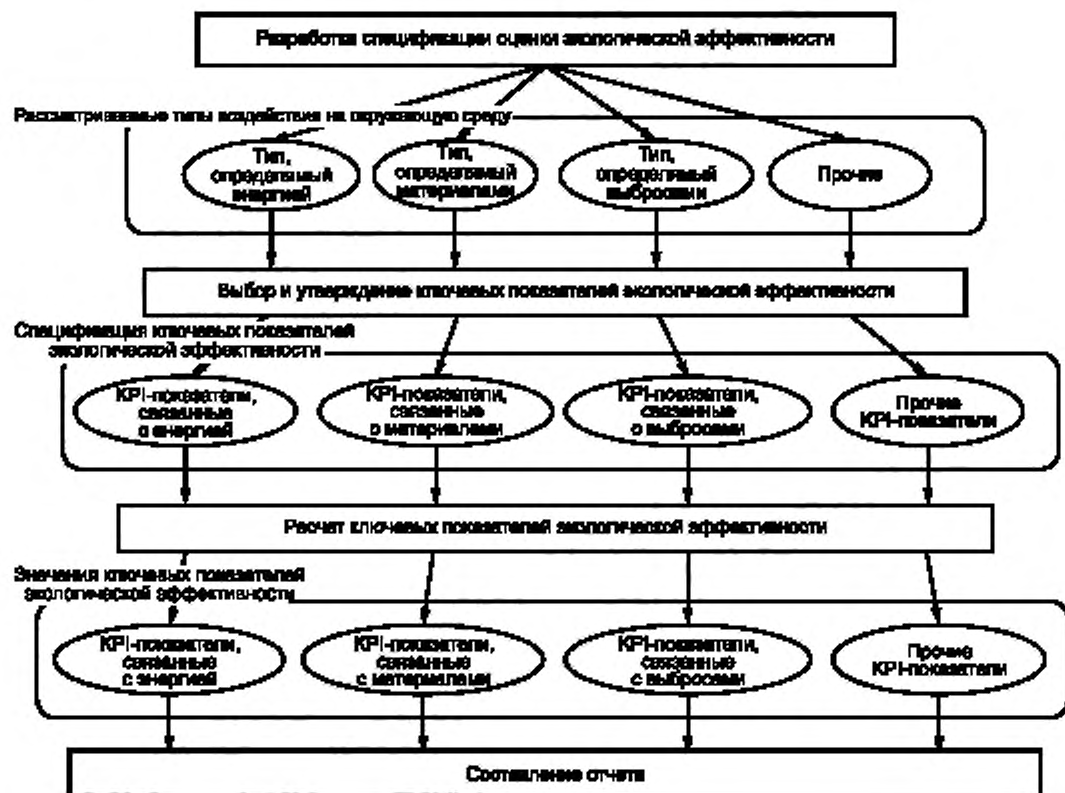 Разработка спецификации оценки экологической эффективности
Рассматриваемые типы воздействия на окружающую среду
Тип,
определямый
энергией
Тип,
определямый
материалами
Тип,
определямый
выбросами
Прочие
Выбор и утверждение ключевых показателей экологической эффективности
Спецификация ключевых показателей
экологической эффективности
KPI-показатели,
связанные
с энергией
KPI-показатели,
связанные
с материалами
KPI-показатели,
связанные
с выбросами
Прочие
KPI-показатели
Расчет ключевых показателей экологической эффективности
Значения ключевых показателей
экологической эффективности
KPI-показатели,
связанные
с энергией
KPI-показатели,
связанные
с материалами
KPI-показатели,
связанные
с выбросами
Прочие
KPI-показатели
Составление отчета